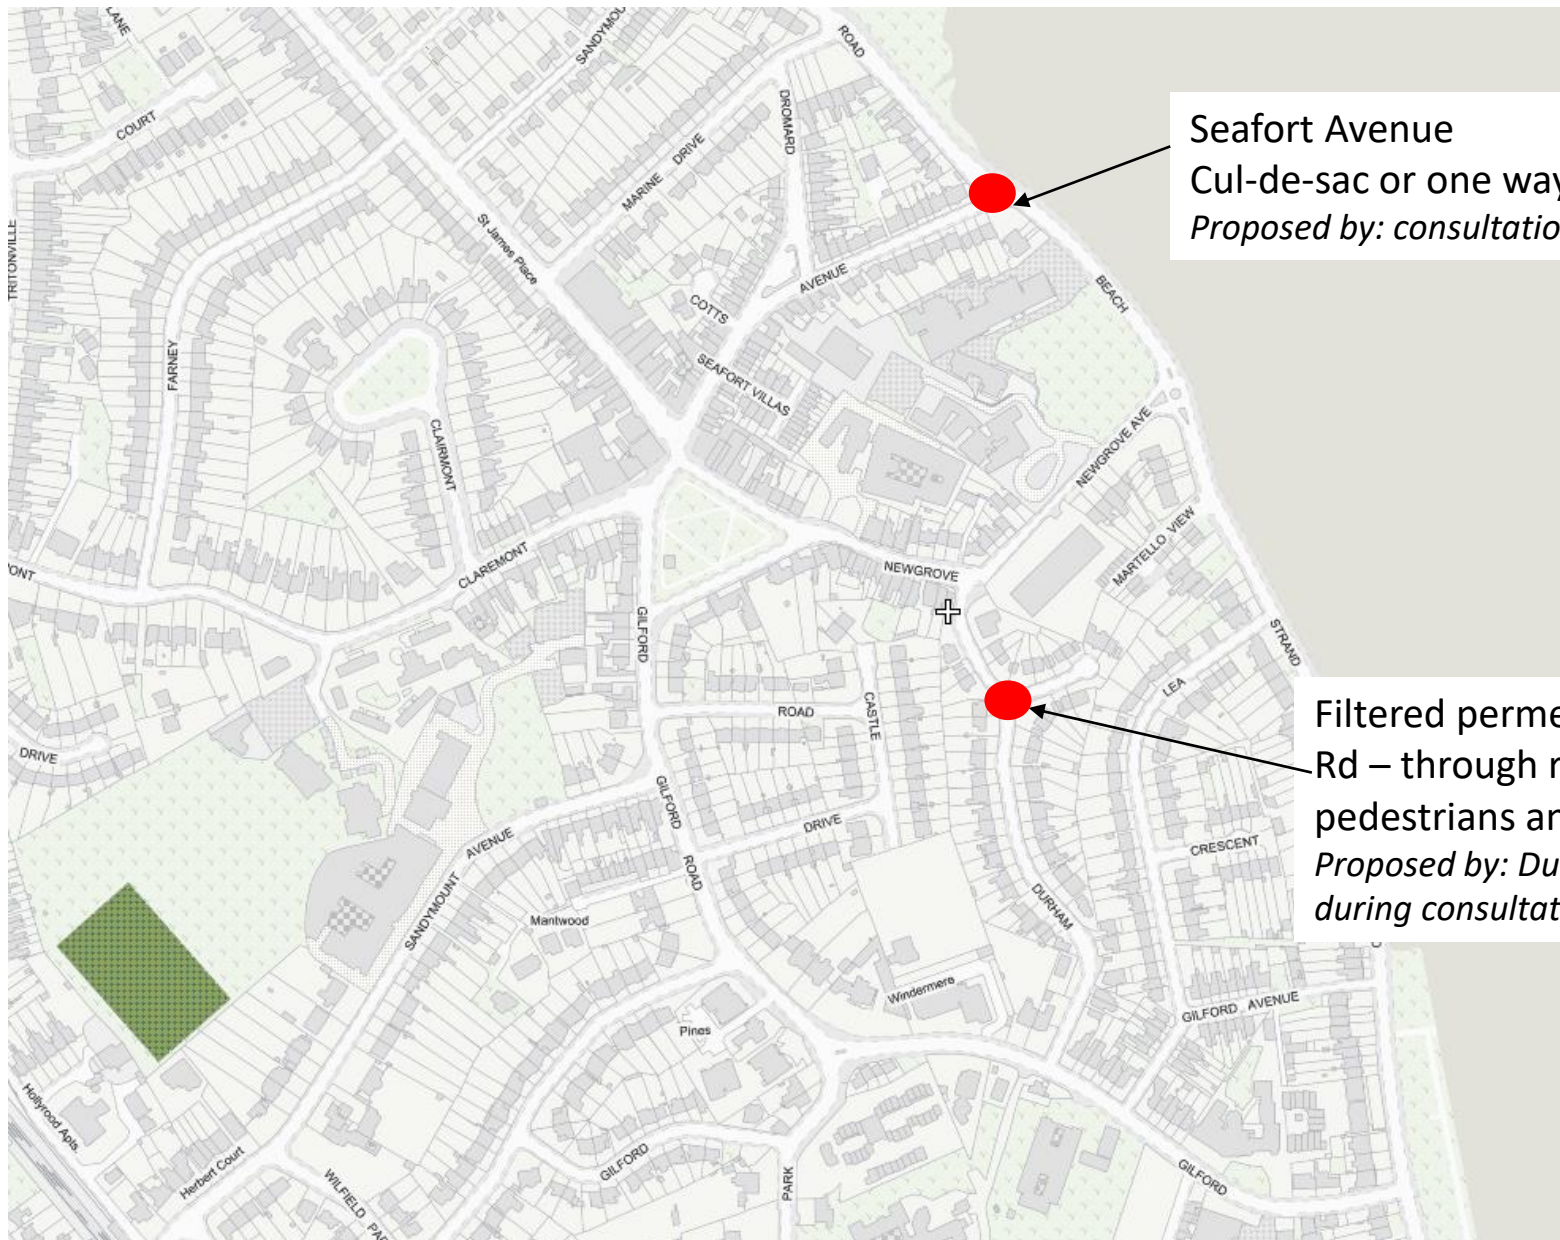 LANE
SANDYMOU
ROAD
COURT
DROMARD
MARINE DRIVE
Seafort Avenue
Cul-de-sac or one way
Proposed by: consultatio
TRITONVILLE
St James Place
AVENUE
BEACH
COTTS
FARNEY
SEAFORT VILLAS
CLAIRMONT
NEWGROVE AVE
MARTELLO VIEW
CLAREMONT
NEWGROVE
ONT
GILFORD
STRAND
LEA
CASTLE
ROAD
Filtered perme
Rd – through r
pedestrians an
Proposed by: Du
during consultat
DRIVE
GILFORD
ROAD
DRIVE
CRESCENT
SANDYMOUNT AVENUE
Mantwood
DURHAM
Windermere
GILFORD AVENUE
Pines
Hollyrood Apts.
Herbert Court
WILFIELD PA
GILFORD
PARK
GILFORD